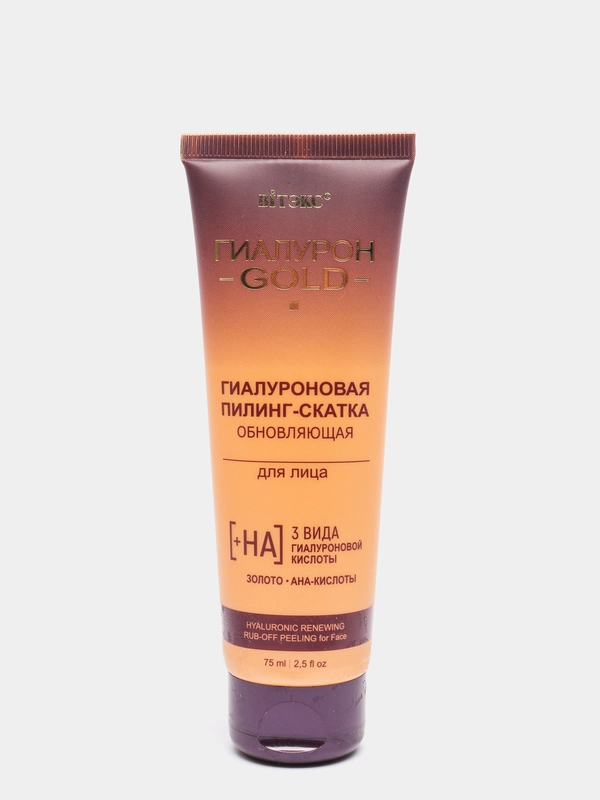 ВIТЭКС
ГИАЛУРОН
GOLD
ГИАЛУРОНОВАЯ
ПИЛИНГ-СКАТКА
ОБНОВЛЯЮЩАЯ
для лица
[+HA] 3 ВИДА
ГИАЛУРОНОВОЙ
КИСЛОТЫ
ЗОЛОТО • АНА-КИСЛОТЫ
HYALURONIC RENEWING
RUB-OFF PEELING for Face
75 ml | 2,5 fl oz